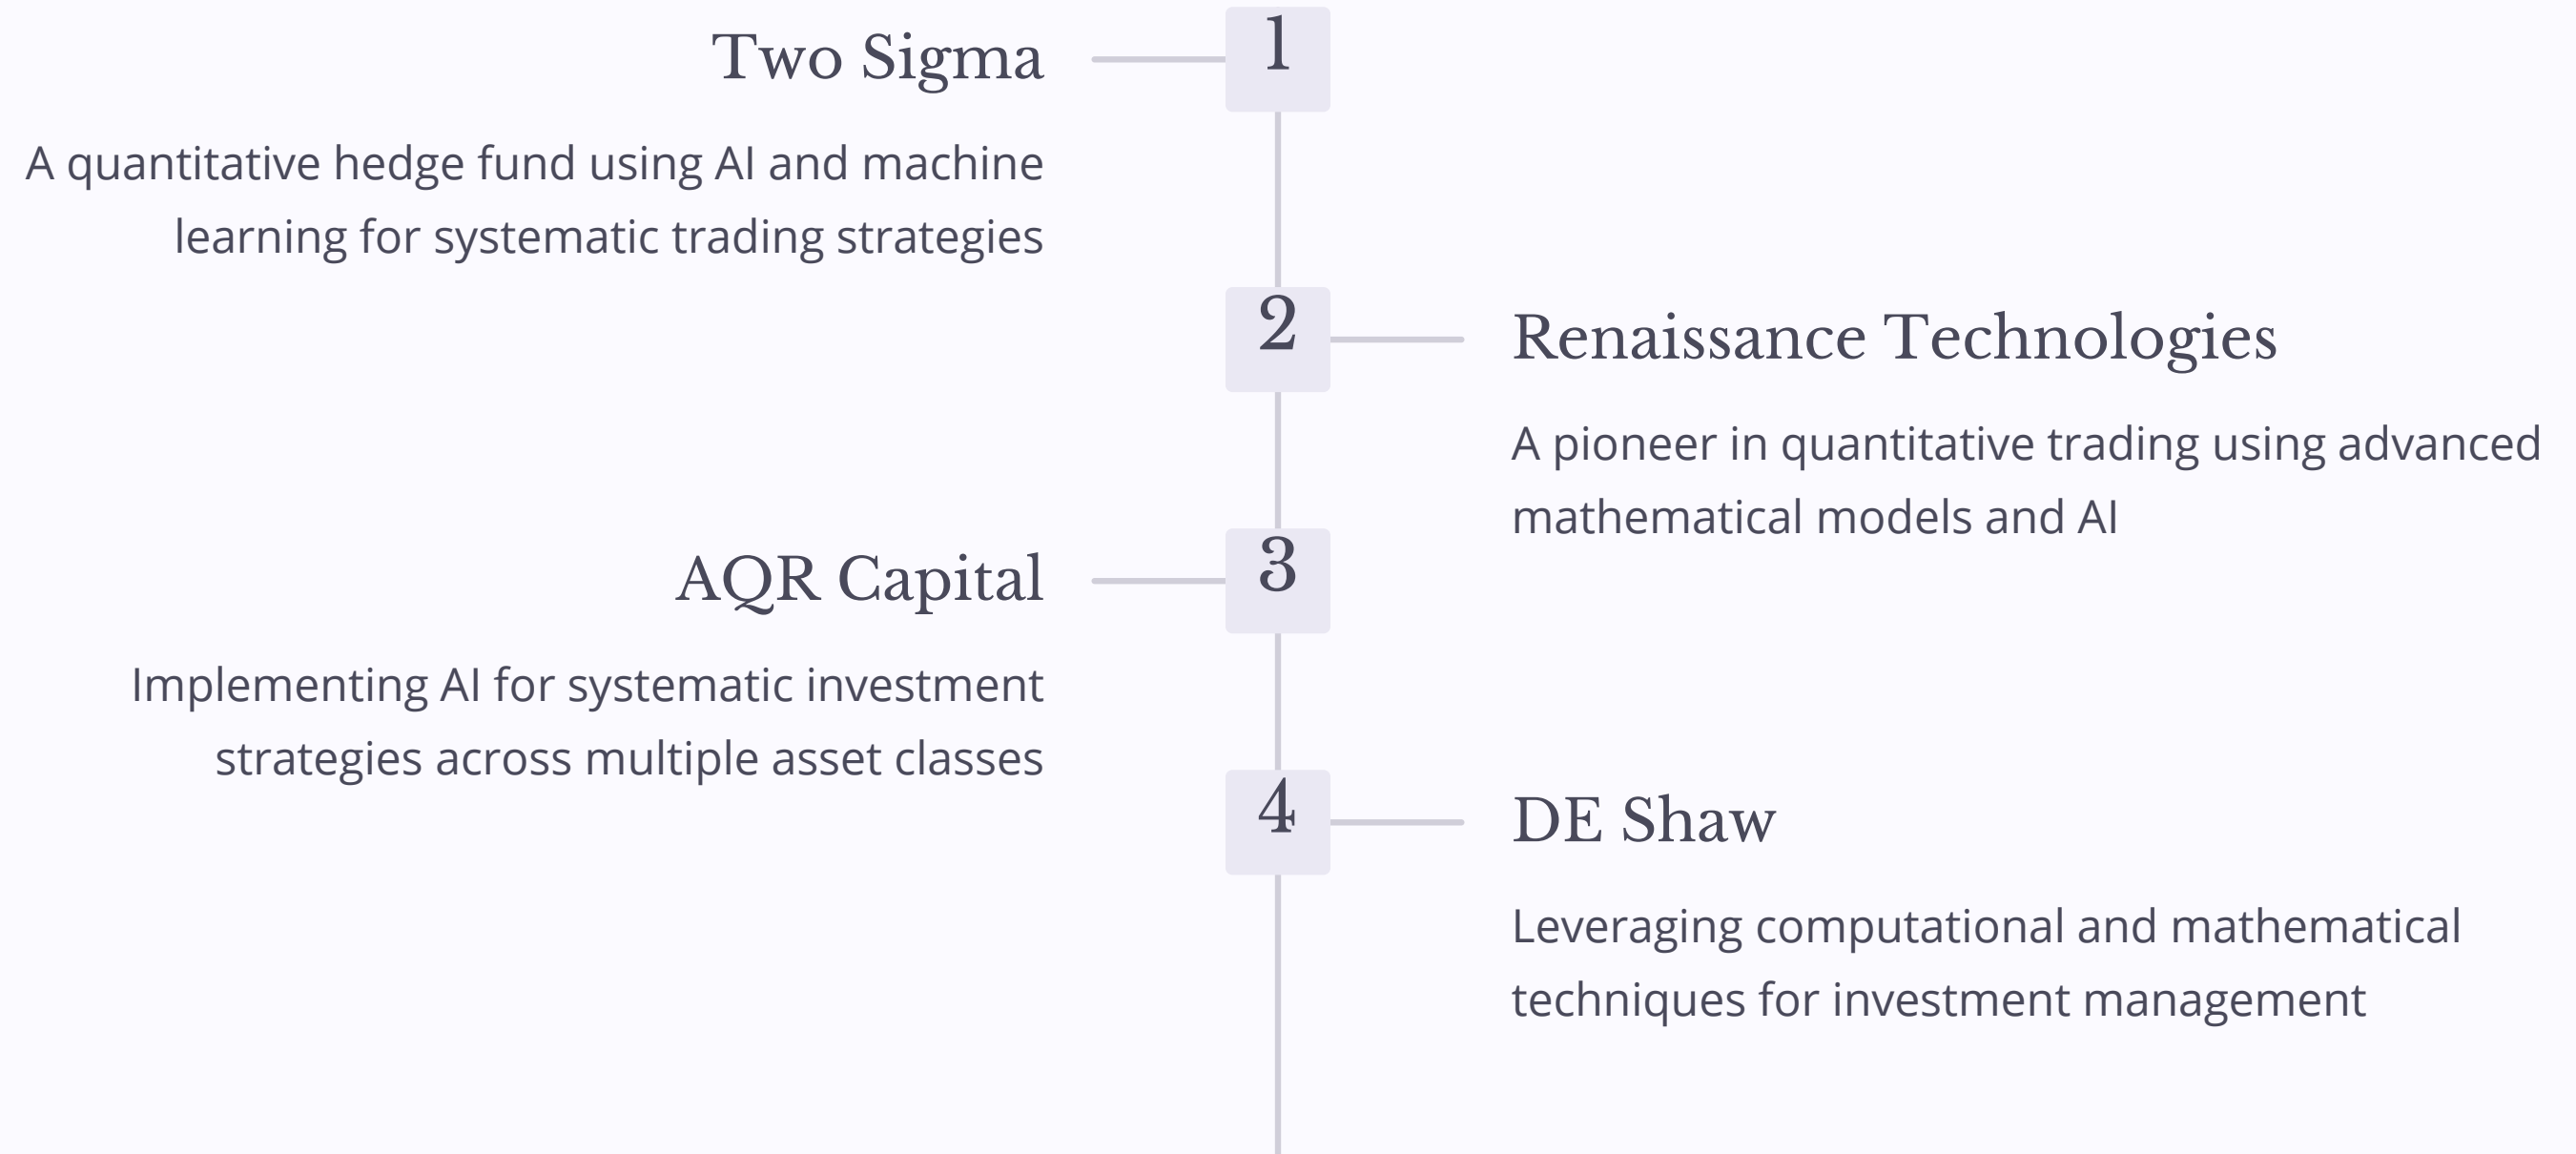 1
Two Sigma
A quantitative hedge fund using AI and machine
learning for systematic trading strategies
2
Renaissance Technologies
A pioneer in quantitative trading using advanced
mathematical models and AI
3
AQR Capital
Implementing AI for systematic investment
strategies across multiple asset classes
4
DE Shaw
Leveraging computational and mathematical
techniques for investment management